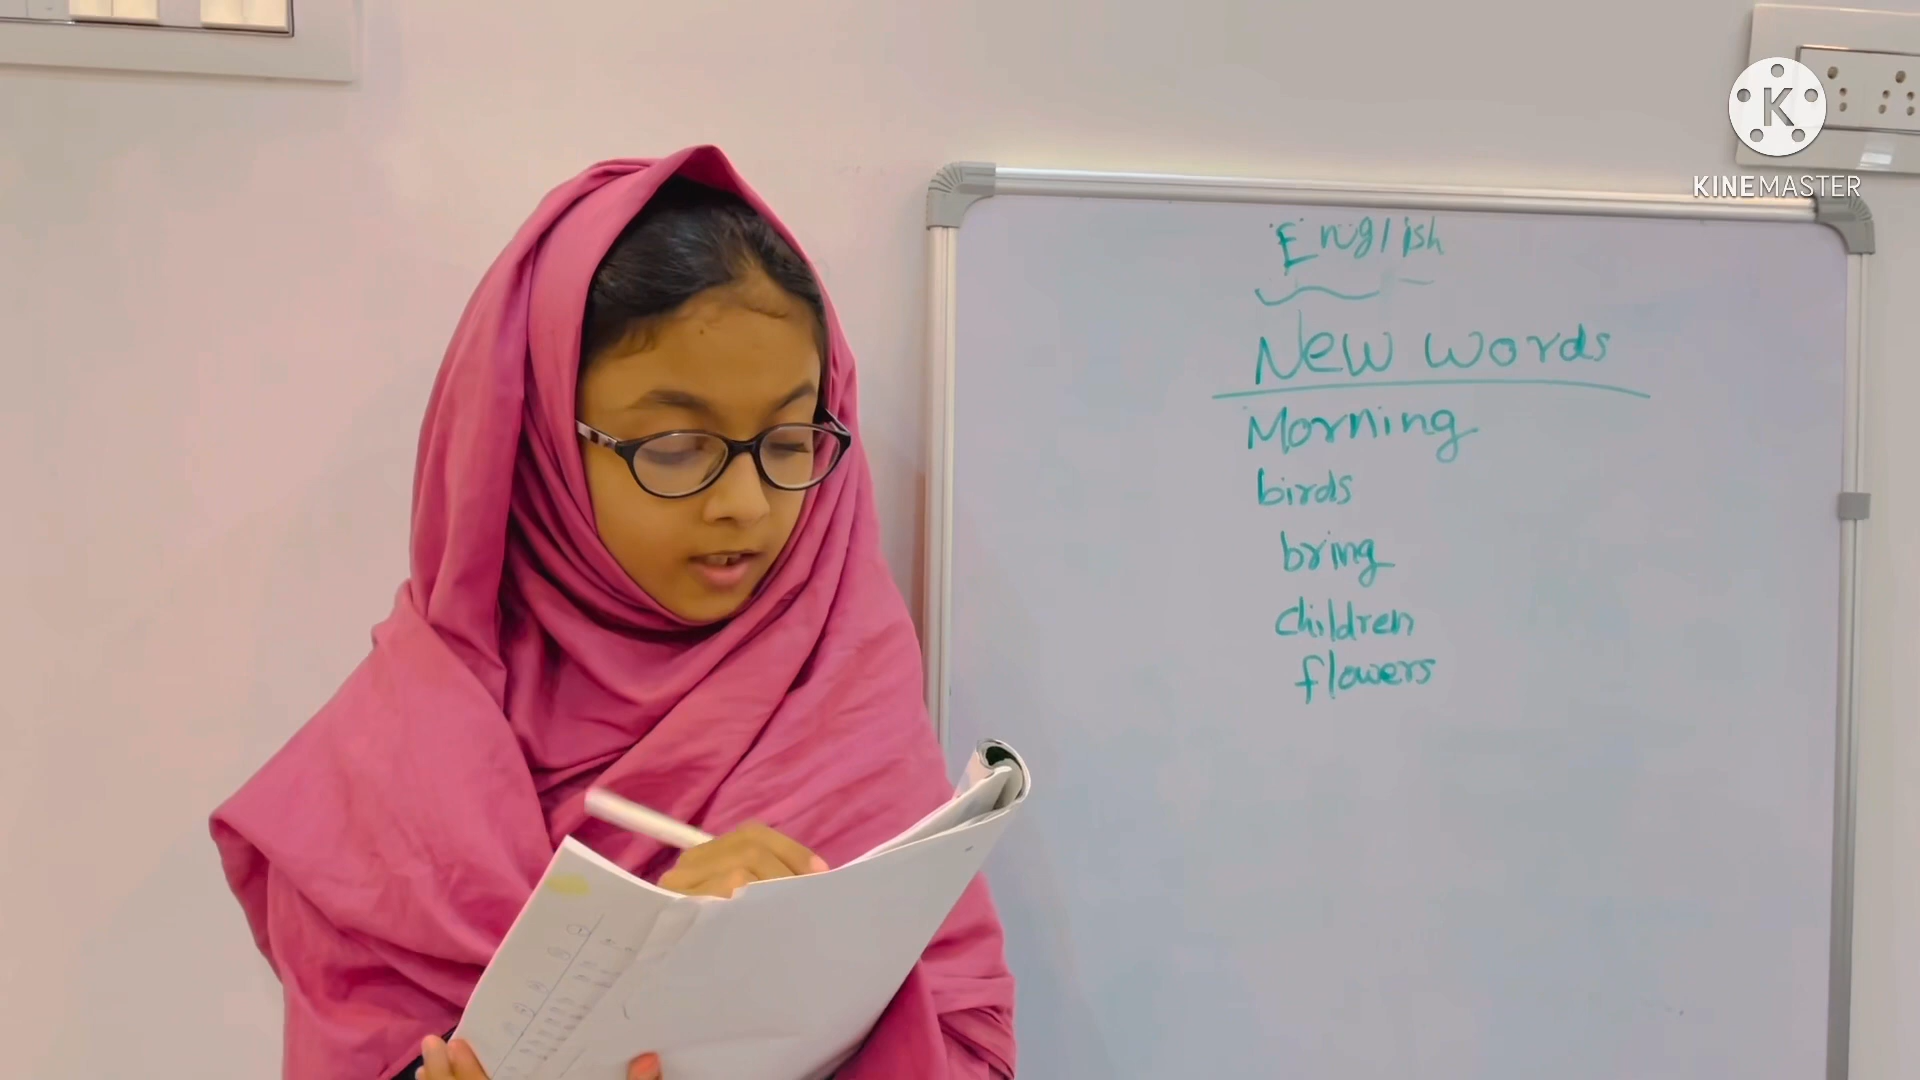 K
KINEMASTER
English
New words
Morning
birds
bring
children
flowers